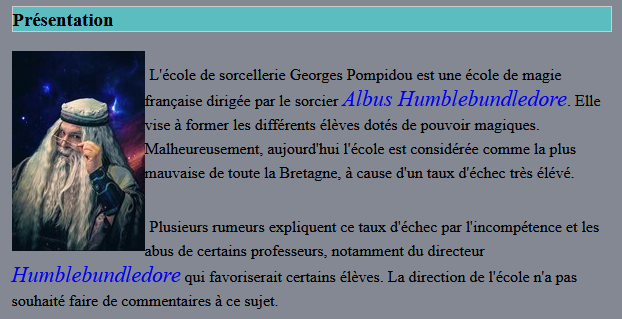 Présentation
L'école de sorcellerie Georges Pompidou est une école de magie
française dirigée par le sorcier Albus Humblebundledore. Elle
vise à former les différents élèves dotés de pouvoir magiques.
Malheureusement, aujourd'hui l'école est considérée comme la plus
mauvaise de toute la Bretagne, à cause d'un taux d'échec très élévé.
Plusieurs rumeurs expliquent ce taux d'échec par l'incompétence et les
abus de certains professeurs, notamment du directeur
Humblebundledore qui favoriserait certains élèves. La direction de l'école n'a pas
souhaité faire de commentaires à ce sujet.